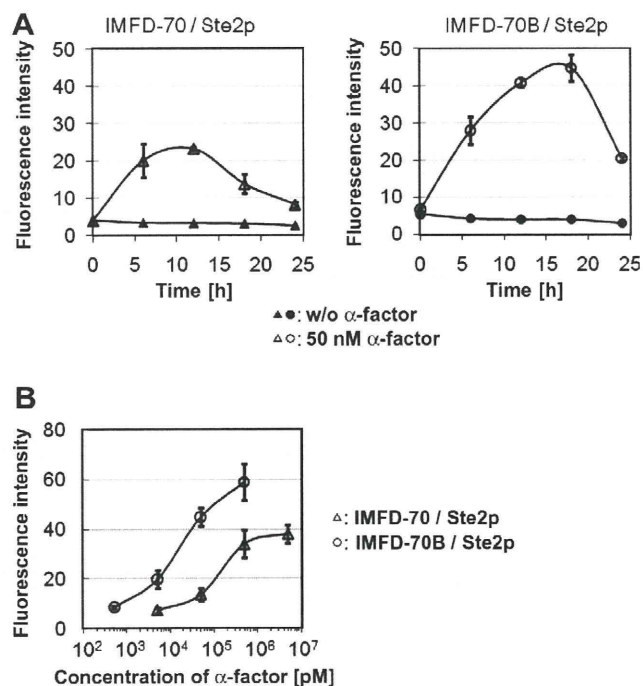 A
IMFD-70 / Ste2p
IMFD-70B / Ste2p
Fluorescence intensity
50
40
30
20
10
0
0 5 10 15 20 25
Time [h]
Fluorescence intensity
50
40
30
20
10
0
0 5 10 15 20 25
Time [h]
▲●: w/o α-factor
△○: 50 nM α-factor
B
Fluorescence intensity
80
60
40
20
0
10² 10³ 10⁴ 10⁵ 10⁶ 10⁷
Concentration of α-factor [pM]
△: IMFD-70 / Ste2p
○: IMFD-70B / Ste2p